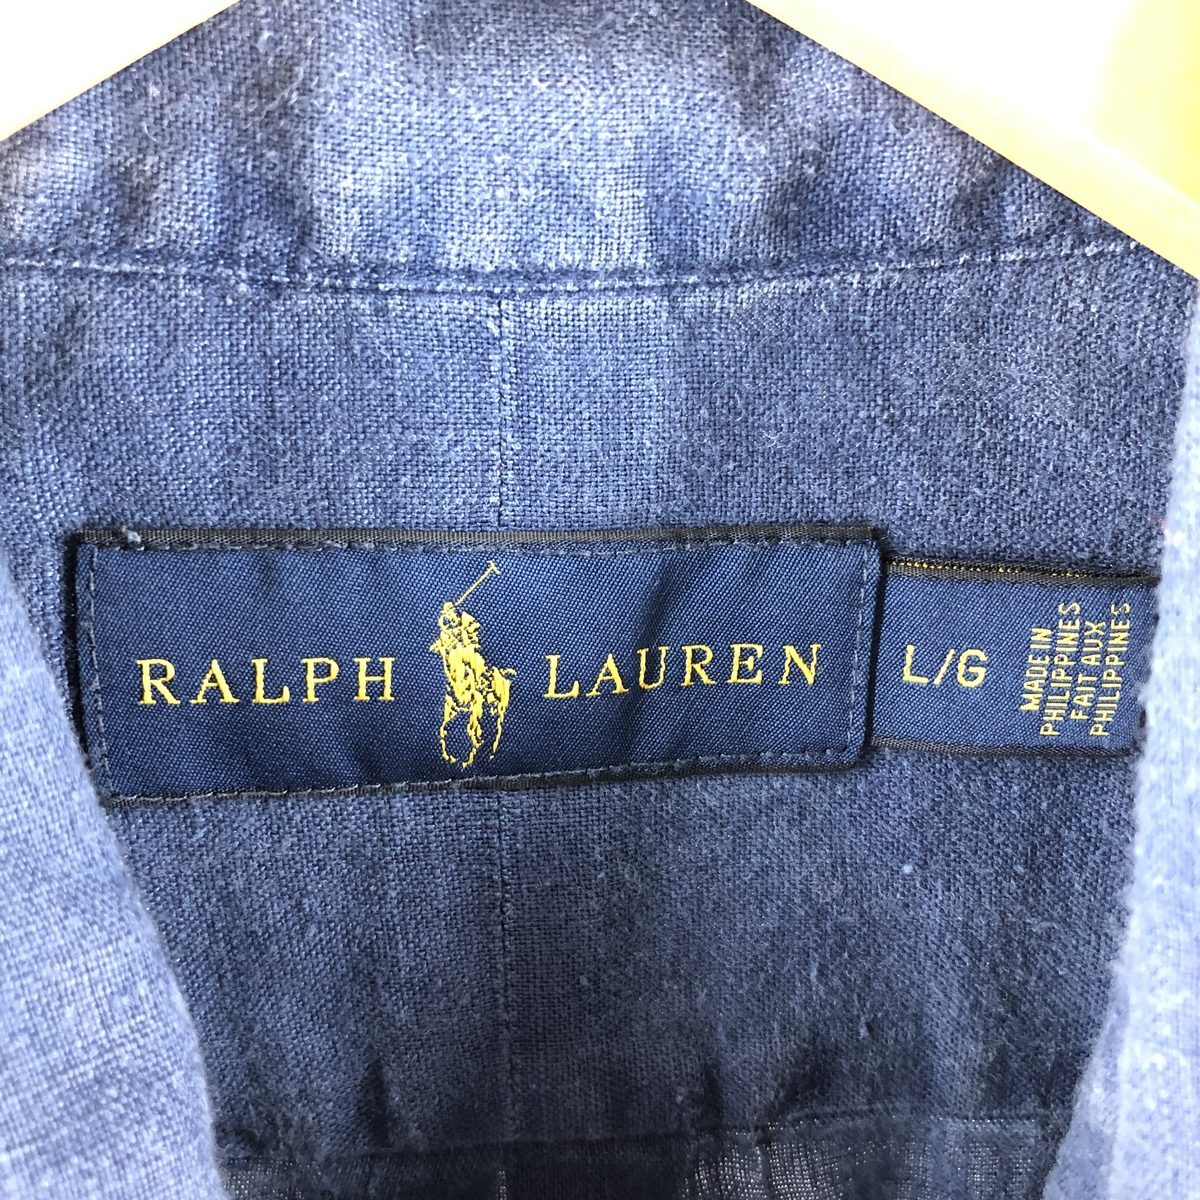 RALPH LAUREN
L/G
MADE IN
PHILIPPINES
FAIT AUX
PHILIPPINES